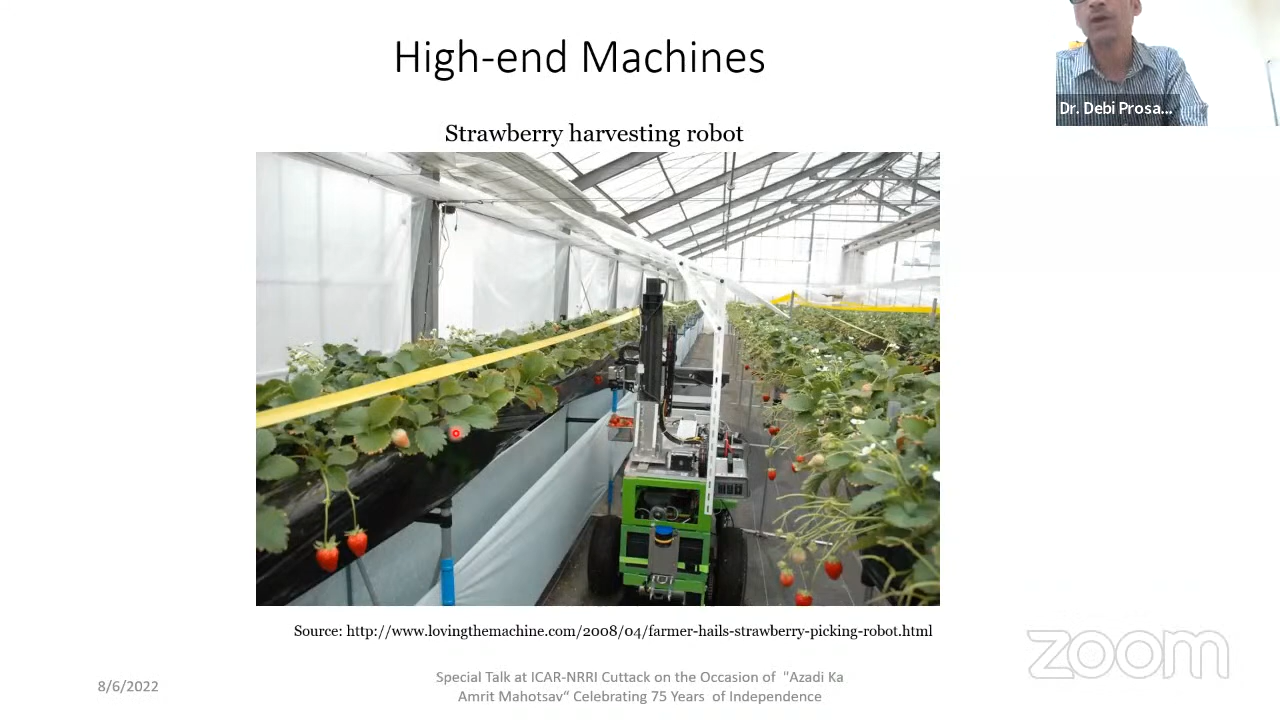 High-end Machines
Dr. Debi Prosa...
Strawberry harvesting robot
Source: http://www.lovingthemachine.com/2008/04/farmer-hails-strawberry-picking-robot.html
zoom
8/6/2022
Special Talk at ICAR-NRRI Cuttack on the Occasion of "Azadi Ka
Amrit Mahotsav“ Celebrating 75 Years of Independence